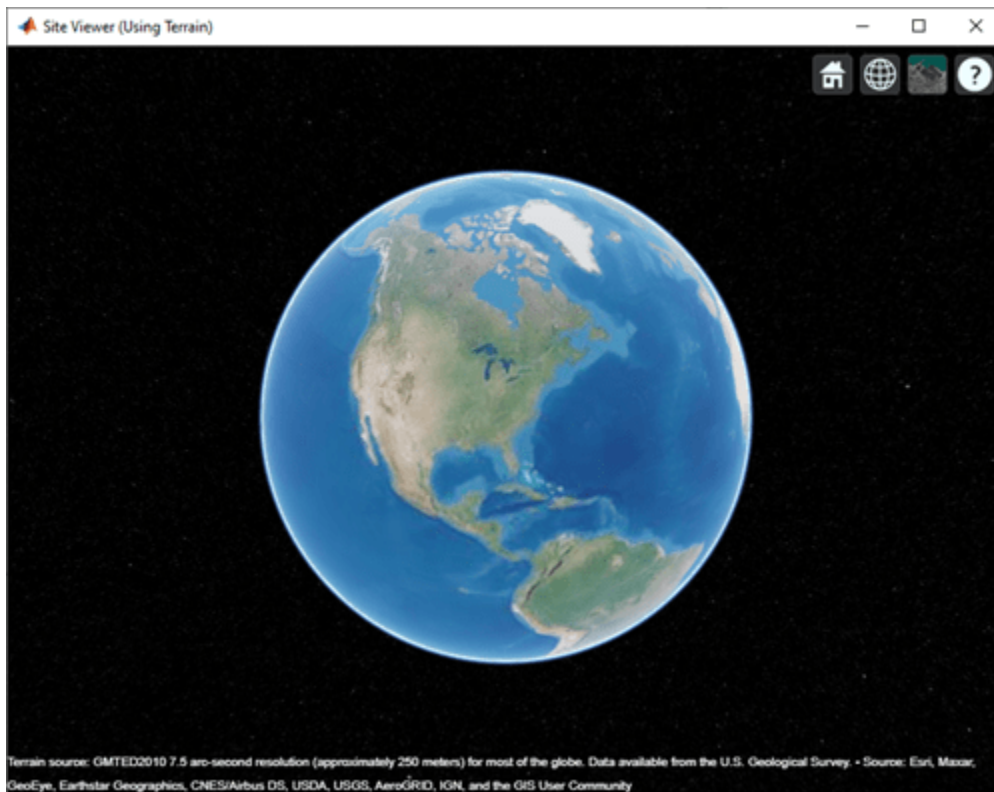 Site Viewer (Using Terrain)
?
Terrain source: GMTED2010 7.5 arc-second resolution (approximately 250 meters) for most of the globe. Data available from the U.S. Geological Survey. • Source: Esri, Maxar,
GeoEye, Earthstar Geographics, CNES/Airbus DS, USDA, USGS, AeroGRID, IGN, and the GIS User Community